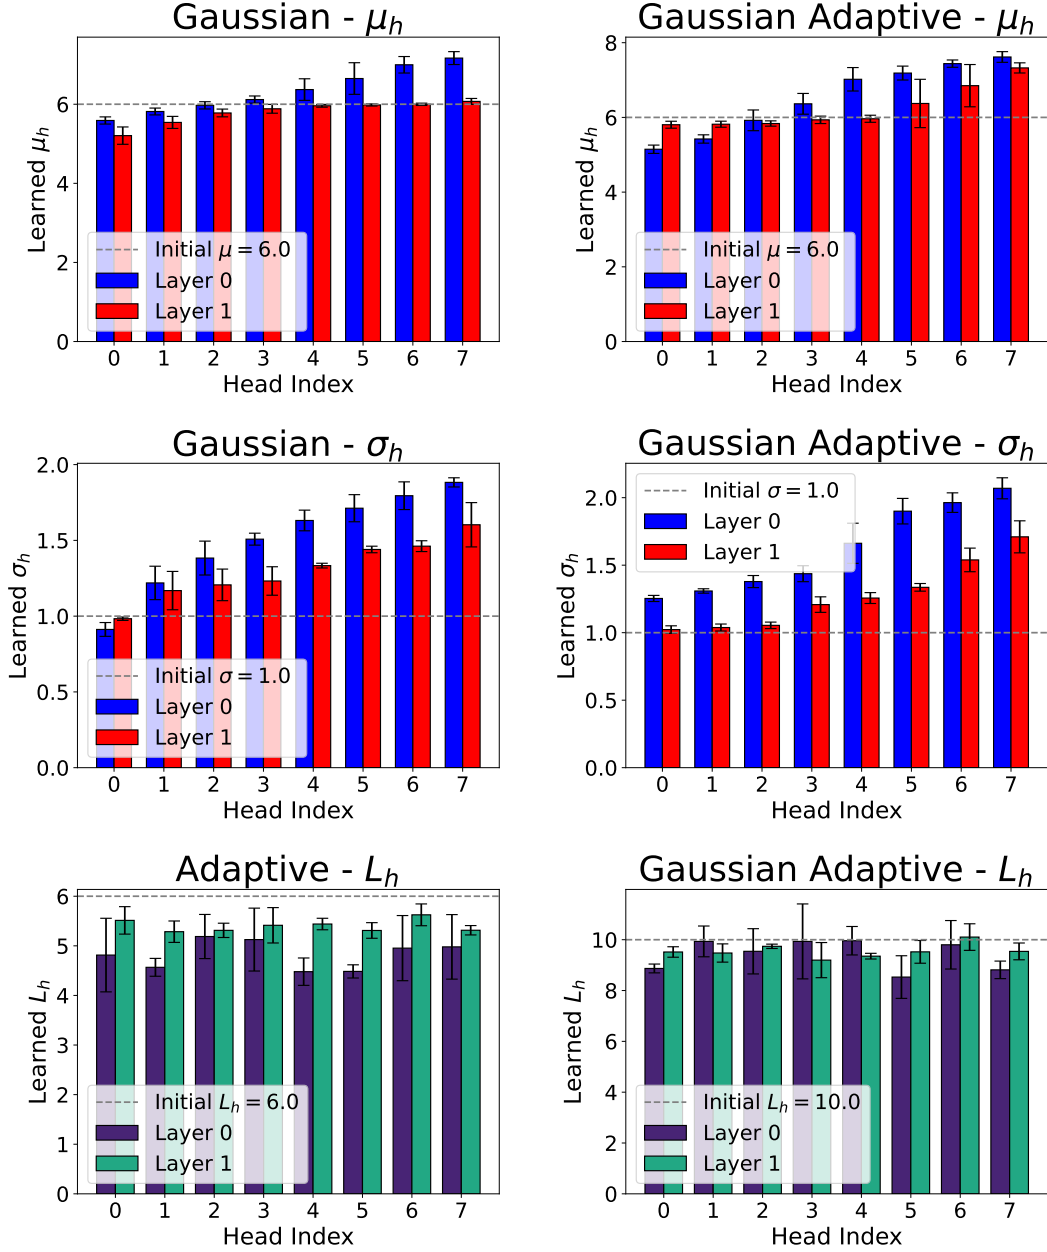 Gaussian - μ_h
Learned μ_h
8
6
4
2
0
Initial μ = 6.0
Layer 0
Layer 1
0 1 2 3 4 5 6 7
Head Index
Gaussian Adaptive - μ_h
Learned μ_h
8
6
4
2
0
Initial μ = 6.0
Layer 0
Layer 1
0 1 2 3 4 5 6 7
Head Index
Gaussian - σ_h
Learned σ_h
2.0
1.5
1.0
0.5
0.0
Initial σ = 1.0
Layer 0
Layer 1
0 1 2 3 4 5 6 7
Head Index
Gaussian Adaptive - σ_h
Learned σ_h
2.0
1.5
1.0
0.5
0.0
Initial σ = 1.0
Layer 0
Layer 1
0 1 2 3 4 5 6 7
Head Index
Adaptive - L_h
Learned L_h
6
5
4
3
2
1
0
Initial L_h = 6.0
Layer 0
Layer 1
0 1 2 3 4 5 6 7
Head Index
Gaussian Adaptive - L_h
Learned L_h
10
8
6
4
2
0
Initial L_h = 10.0
Layer 0
Layer 1
0 1 2 3 4 5 6 7
Head Index